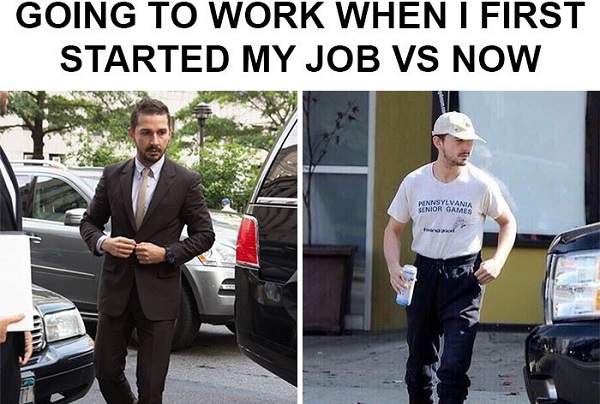 GOING TO WORK WHEN I FIRST
STARTED MY JOB VS NOW
PENNSYLVANIA
SENIOR GAMES